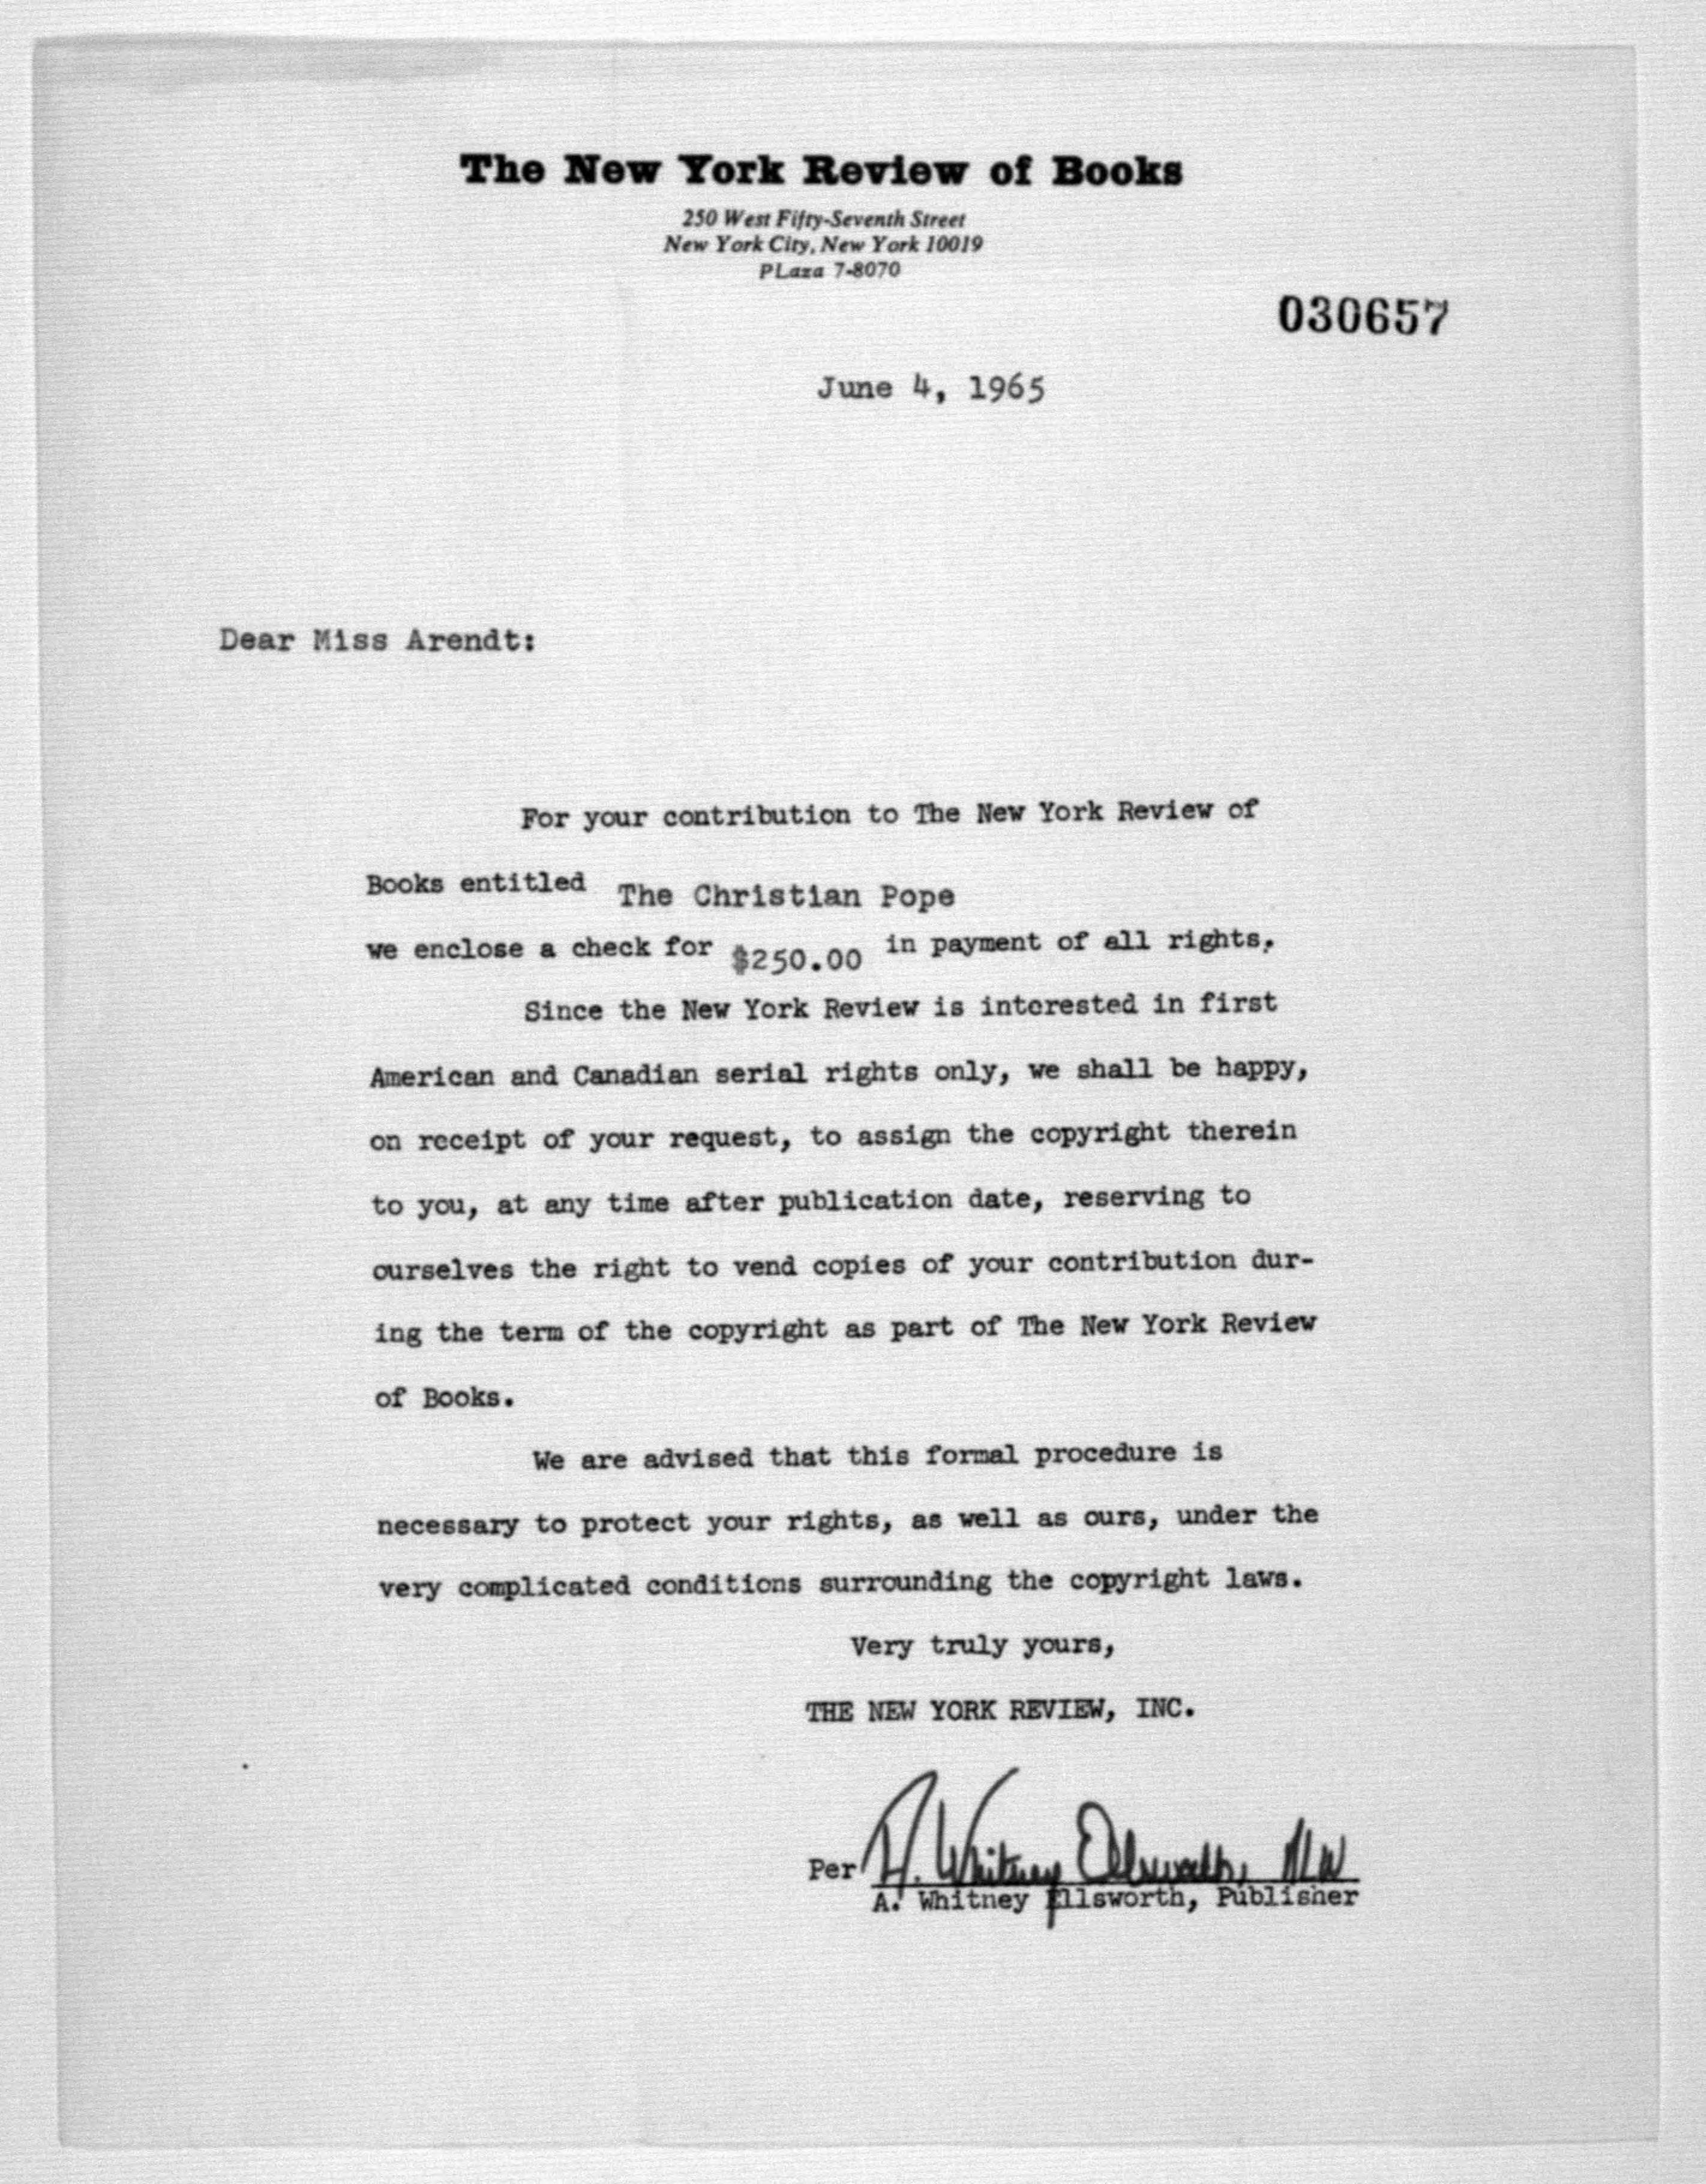 The New York Review of Books
250 West Fifty-Seventh Street
New York City, New York 10019
PLaza 7-8070
030657
June 4, 1965
Dear Miss Arendt:
For your contribution to The New York Review of
Books entitled The Christian Pope
we enclose a check for $250.00 in payment of all rights.
Since the New York Review is interested in first
American and Canadian serial rights only, we shall be happy,
on receipt of your request, to assign the copyright therein
to you, at any time after publication date, reserving to
ourselves the right to vend copies of your contribution dur-
ing the term of the copyright as part of The New York Review
of Books.
We are advised that this formal procedure is
necessary to protect your rights, as well as ours, under the
very complicated conditions surrounding the copyright laws.
Very truly yours,
THE NEW YORK REVIEW, INC.
Per A. Whitney Ellsworth, MW
A. Whitney Ellsworth, Publisher